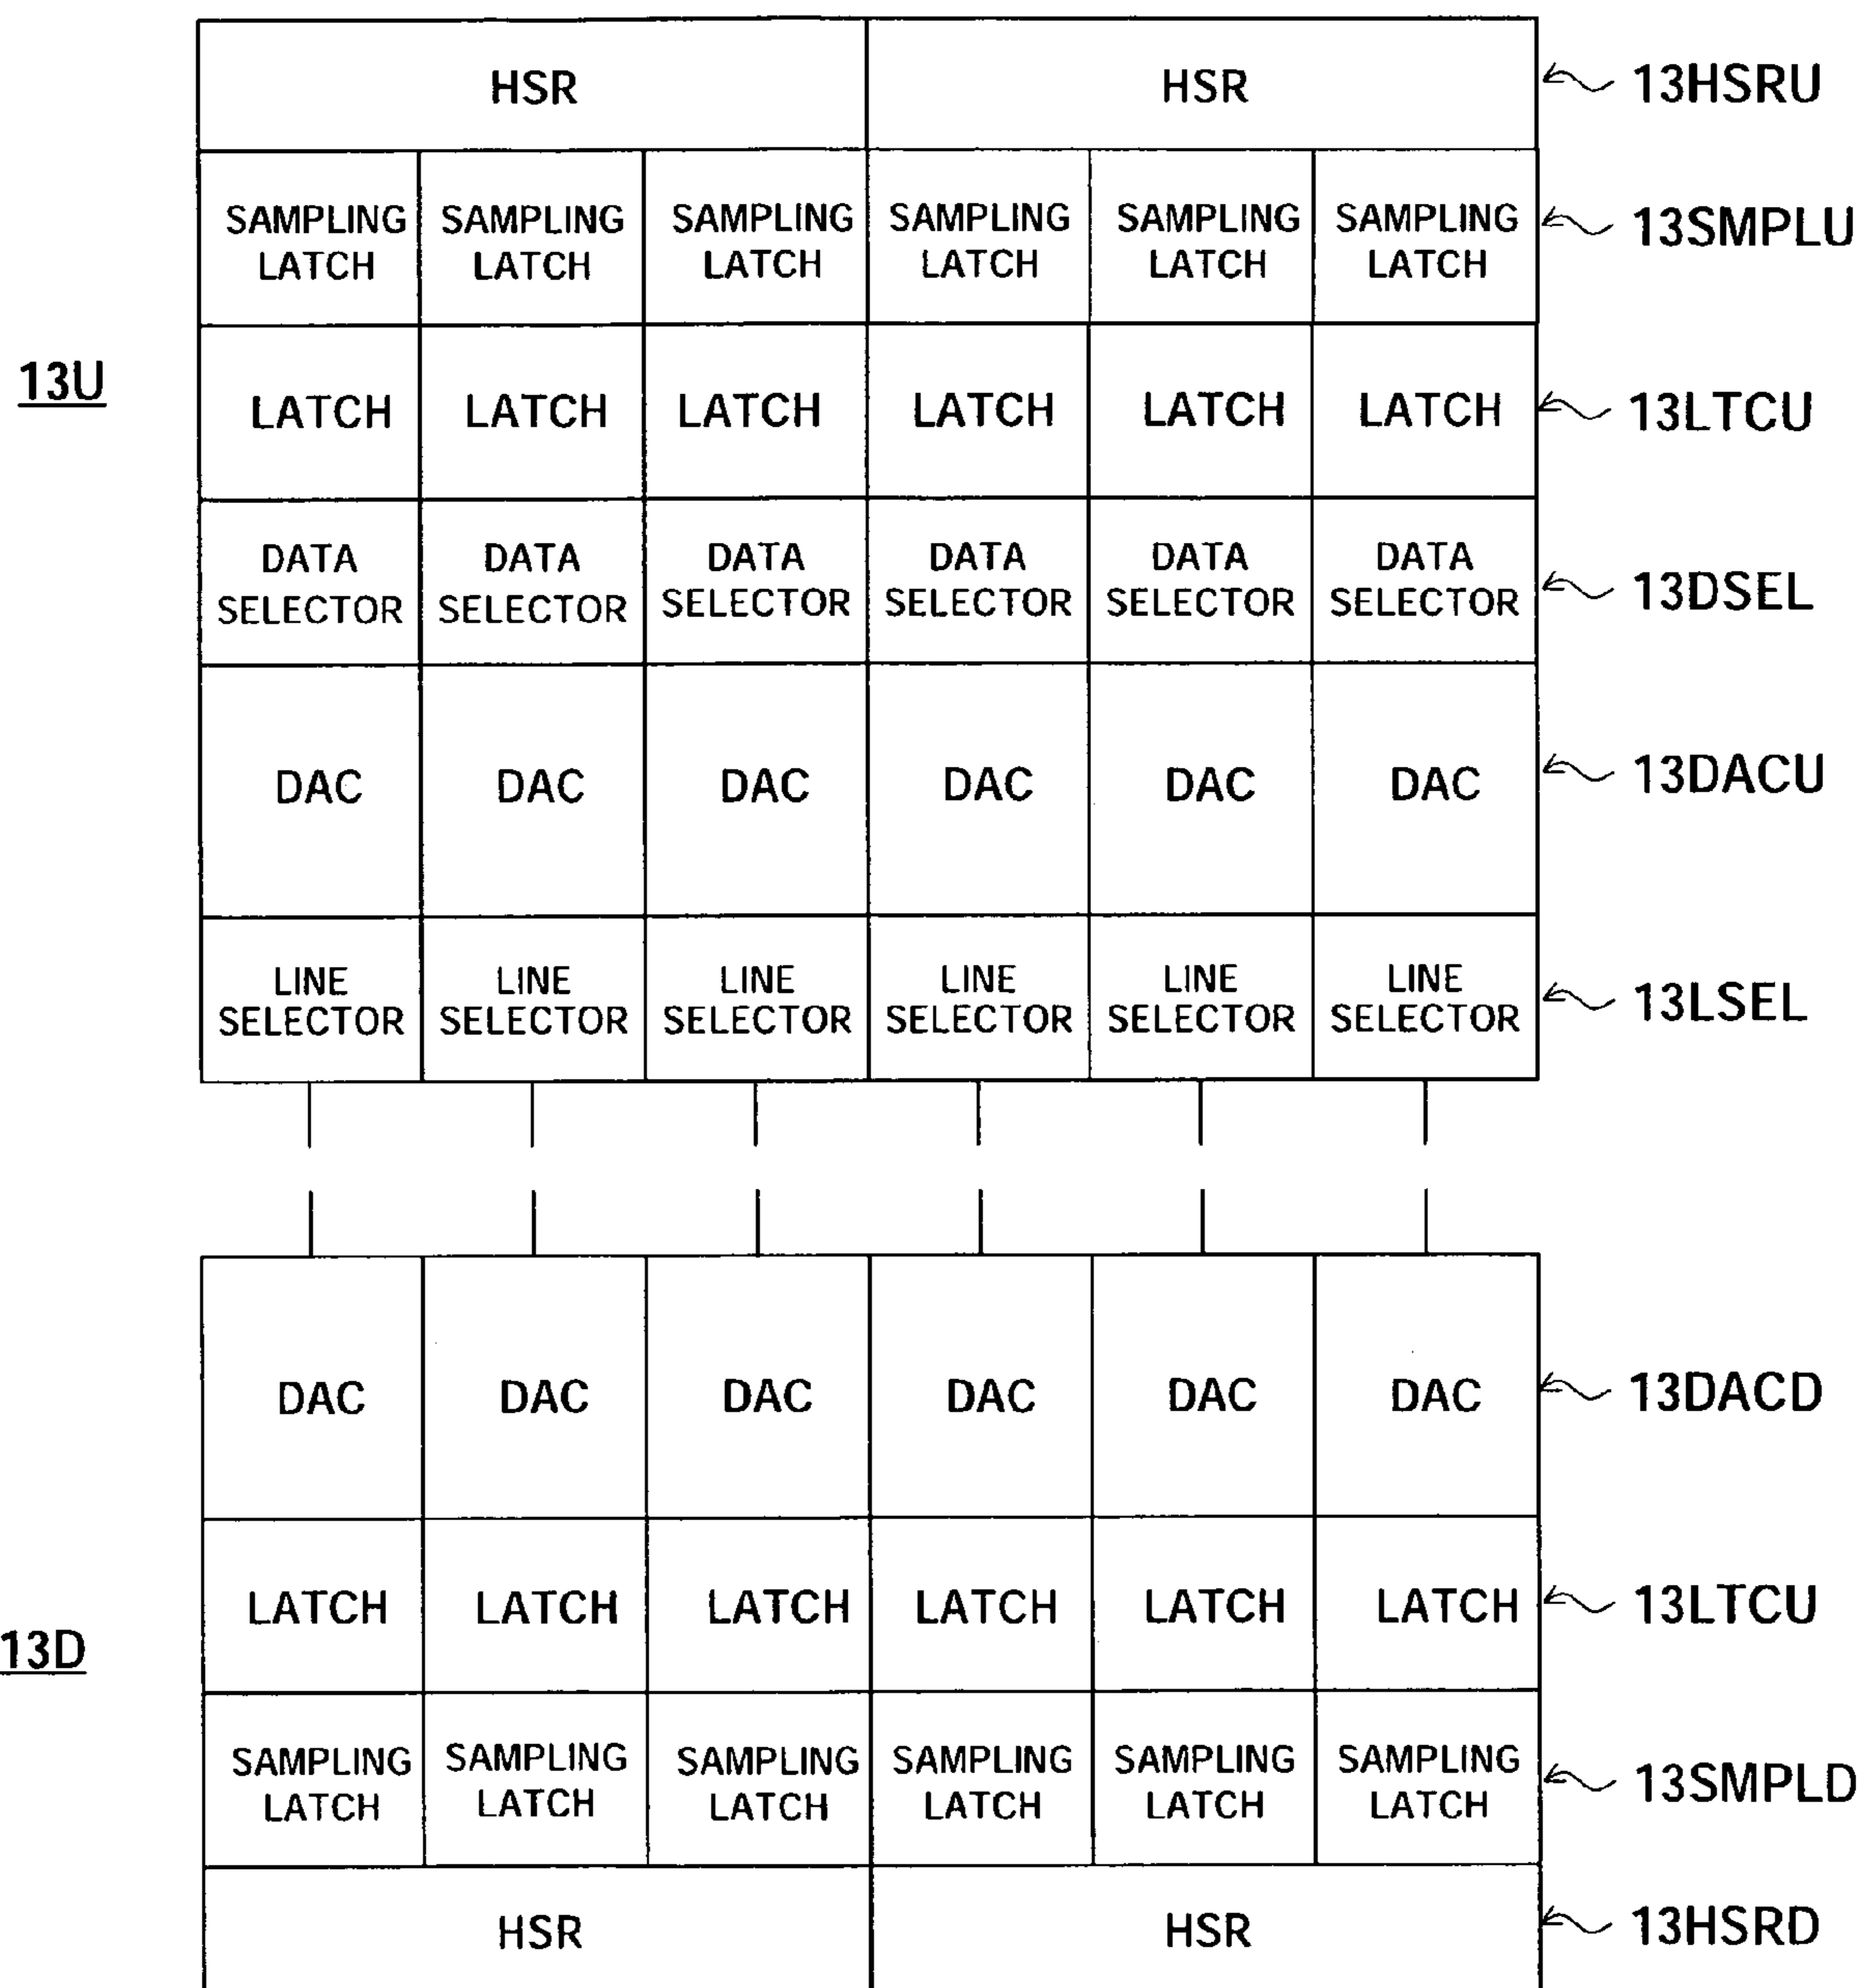 HSR HSR 13HSRU
SAMPLING SAMPLING SAMPLING SAMPLING SAMPLING SAMPLING 13SMPLU
LATCH LATCH LATCH LATCH LATCH LATCH
13U LATCH LATCH LATCH LATCH LATCH LATCH 13LTCU
DATA DATA DATA DATA DATA DATA
SELECTOR SELECTOR SELECTOR SELECTOR SELECTOR SELECTOR 13DSEL
DAC DAC DAC DAC DAC DAC 13DACU
LINE LINE LINE LINE LINE LINE
SELECTOR SELECTOR SELECTOR SELECTOR SELECTOR SELECTOR 13LSEL
DAC DAC DAC DAC DAC DAC 13DACD
LATCH LATCH LATCH LATCH LATCH LATCH 13LTCU
13D
SAMPLING SAMPLING SAMPLING SAMPLING SAMPLING SAMPLING 13SMPLD
LATCH LATCH LATCH LATCH LATCH LATCH
HSR HSR 13HSRD